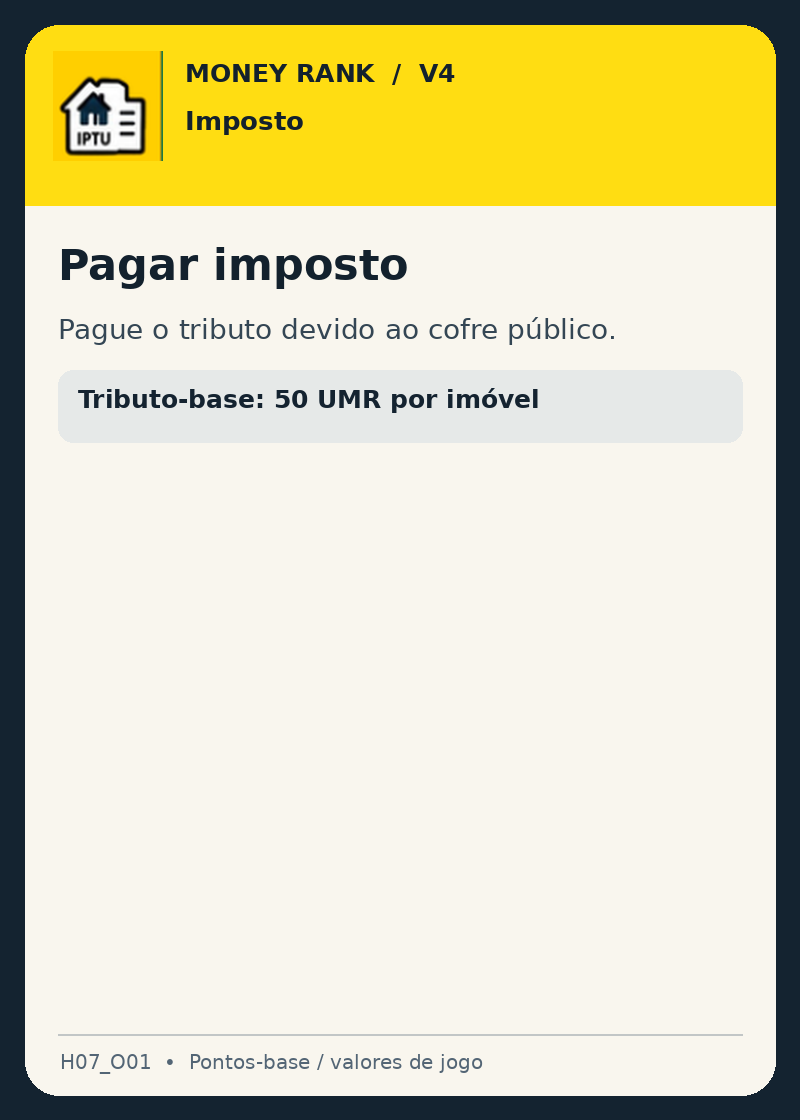 MONEY RANK / V4
Imposto
IPTU
Pagar imposto
Pague o tributo devido ao cofre público.
Tributo-base: 50 UMR por imóvel
H07_O01 • Pontos-base / valores de jogo